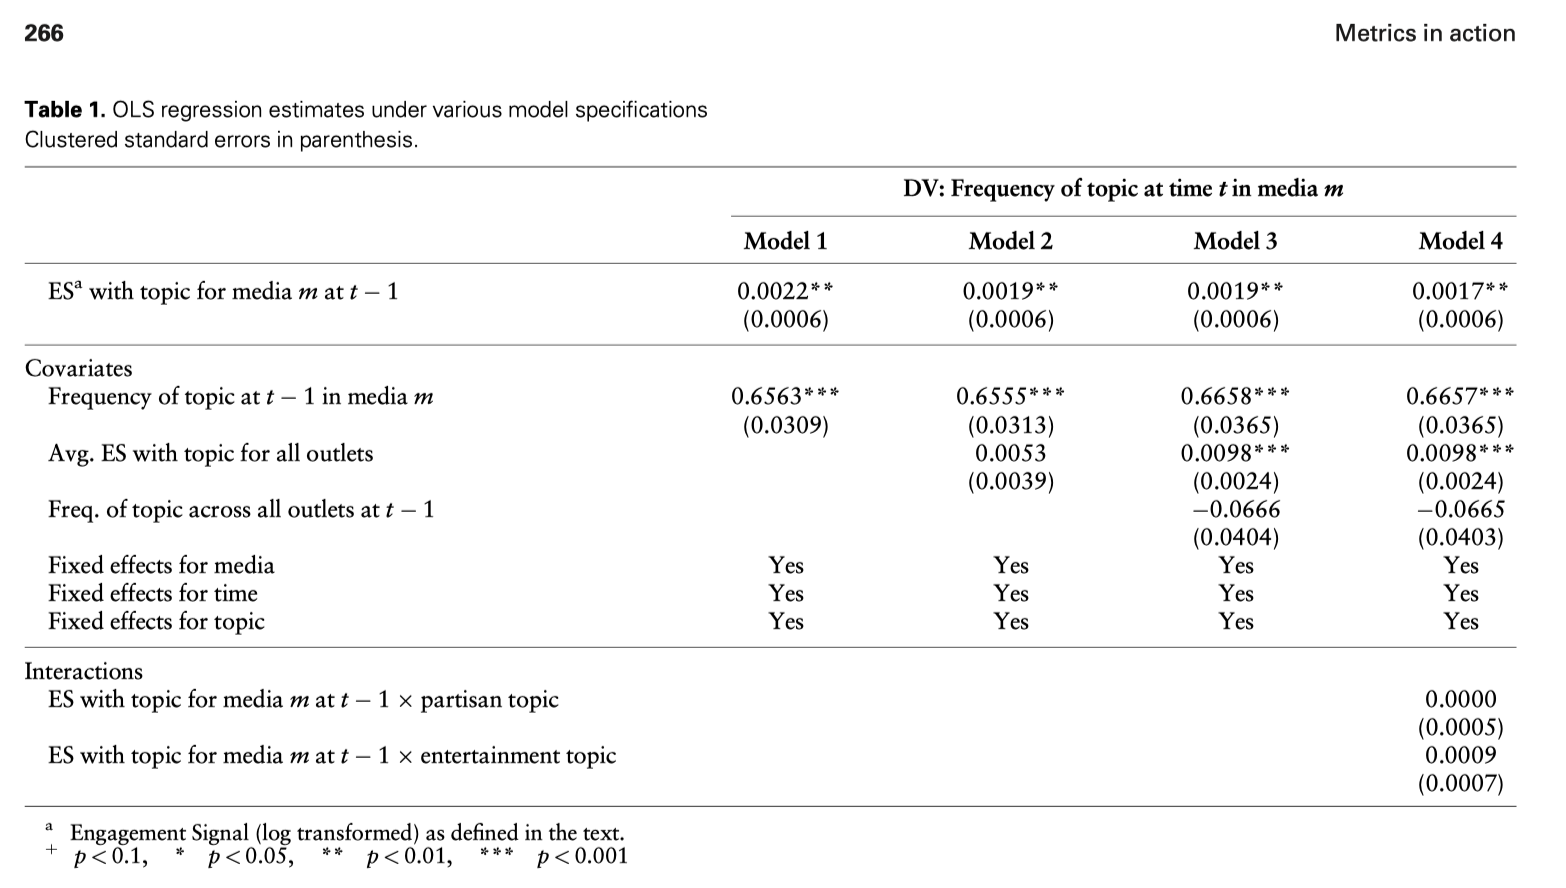 266 Metrics in action
Table 1. OLS regression estimates under various model specifications
Clustered standard errors in parenthesis.
DV: Frequency of topic at time t in media m
Model 1 Model 2 Model 3 Model 4
ESª with topic for media m at t − 1 0.0022** 0.0019** 0.0019** 0.0017**
(0.0006) (0.0006) (0.0006) (0.0006)
Covariates
Frequency of topic at t − 1 in media m 0.6563*** 0.6555*** 0.6658*** 0.6657***
(0.0309) (0.0313) (0.0365) (0.0365)
Avg. ES with topic for all outlets 0.0053 0.0098*** 0.0098***
(0.0039) (0.0024) (0.0024)
Freq. of topic across all outlets at t − 1 −0.0666 −0.0665
(0.0404) (0.0403)
Fixed effects for media Yes Yes Yes Yes
Fixed effects for time Yes Yes Yes Yes
Fixed effects for topic Yes Yes Yes Yes
Interactions
ES with topic for media m at t − 1 × partisan topic 0.0000
(0.0005)
ES with topic for media m at t − 1 × entertainment topic 0.0009
(0.0007)
ª Engagement Signal (log transformed) as defined in the text.
+ p<0.1, * p<0.05, ** p<0.01, *** p<0.001